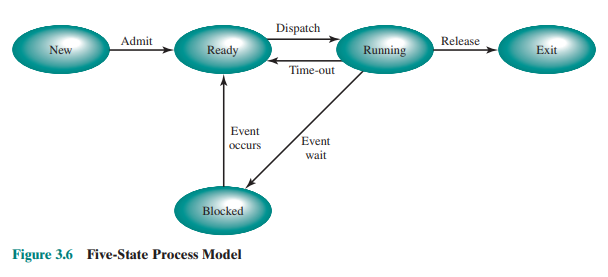 Dispatch
Admit
Release
New
Ready
Running
Exit
Time-out
Event
occurs
Event
wait
Blocked
Figure 3.6 Five-State Process Model